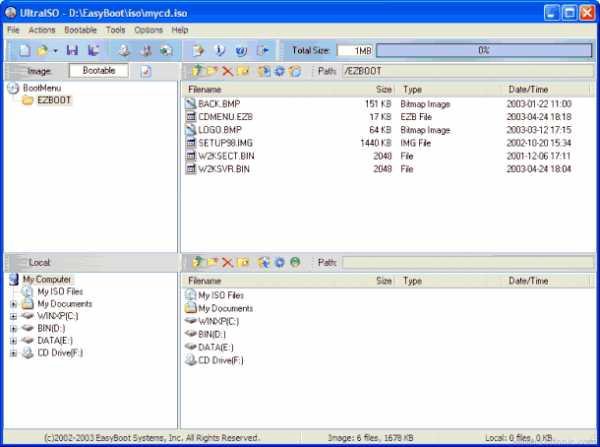 UltraISO - D:\EasyBoot\iso\mycd.iso
File Actions Bootable Tools Options Help
Total Size: 1MB 0%
Image: Bootable Path: /EZBOOT
BootMenu
EZBOOT
Filename Size Type Date/Time
BACK.BMP 151 KB Bitmap Image 2003-01-22 11:00
CDMENU.EZB 17 KB EZB File 2003-04-24 18:18
LOGO.BMP 64 KB Bitmap Image 2003-03-12 17:15
SETUP98.IMG 1440 KB IMG File 2002-10-20 15:34
W2KSECT.BIN 2048 File 2001-12-06 17:11
W2KSVR.BIN 2048 File 2003-04-24 18:04
Local: Path:
My Computer
My ISO Files
My Documents
WINXP(C:)
BIN(D:)
DATA(E:)
CD Drive(F:)
Filename Size Type Date/Time
My ISO Files
My Documents
WINXP(C:)
BIN(D:)
DATA(E:)
CD Drive(F:)
(c)2002-2003 EasyBoot Systems, Inc. All Rights Reserved. Image: 6 files, 1678 KB Local: 0 files, 0 KB